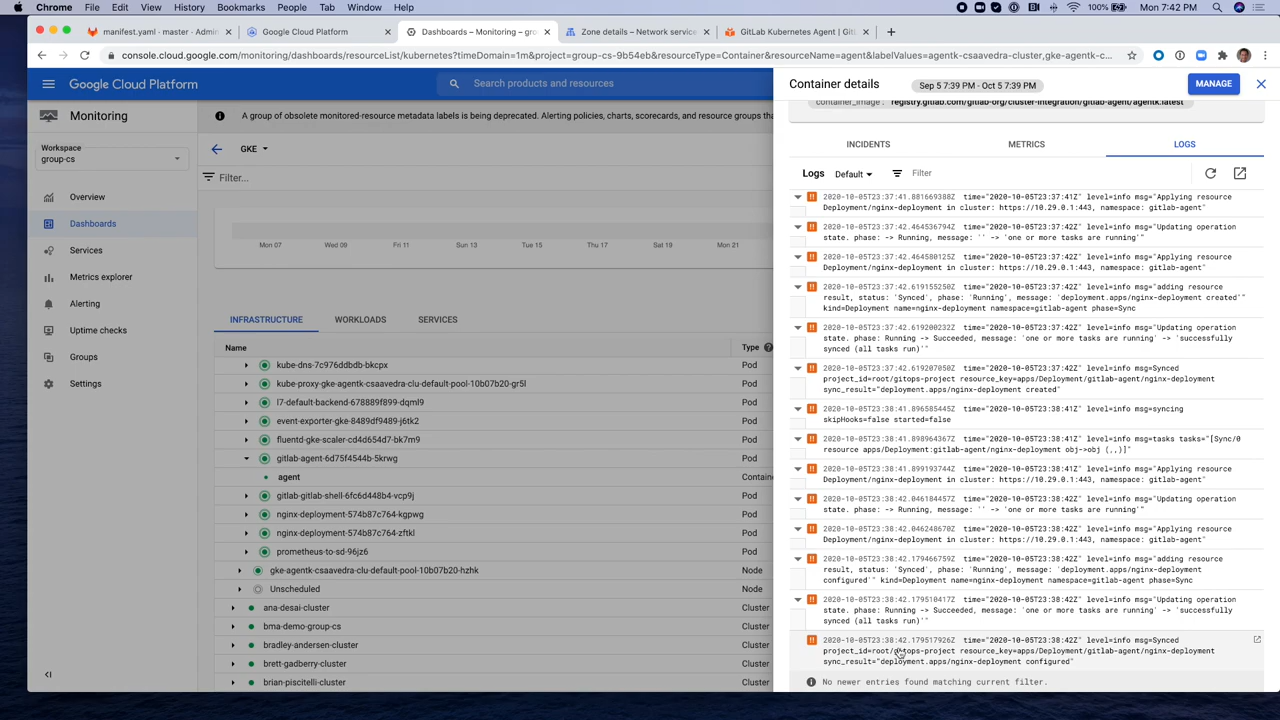 Chrome File Edit View History Bookmarks People Tab Window Help
100% Mon 7:42 PM
manifest.yaml - master - Admin
Google Cloud Platform
Dashboards – Monitoring – gro
Zone details – Network service
GitLab Kubernetes Agent | GitL
console.cloud.google.com/monitoring/dashboards/resourceList/kubernetes?timeDomain=1m&project=group-cs-9b54eb&resourceType=Container&resourceName=agent&labelValues=agentk-csaavedra-cluster,gke-agentk-c...
Google Cloud Platform
Search products and resources
Monitoring
Workspace
group-cs
Overview
Dashboards
Services
Metrics explorer
Alerting
Uptime checks
Groups
Settings
A group of obsolete monitored-resource metadata labels is being deprecated. Alerting policies, charts, scorecards, and resource groups tha
GKE
Filter...
Mon 07 Wed 09 Fri 11 Sun 13 Tue 15 Thu 17 Sat 19 Mon 21
INFRASTRUCTURE WORKLOADS SERVICES
Name Type
kube-dns-7c976ddbdb-bkcpx Pod
kube-proxy-gke-agentk-csaavedra-clu-default-pool-10b07b20-gr5l Pod
l7-default-backend-678889f899-dqml9 Pod
event-exporter-gke-8489df9489-j6tk2 Pod
fluentd-gke-scaler-cd4d654d7-bk7m9 Pod
gitlab-agent-6d75f4544b-5krwg Pod
agent Contain
gitlab-gitlab-shell-6fc6d448b4-vcp9j Pod
nginx-deployment-574b87c764-kgpwg Pod
nginx-deployment-574b87c764-zftkl Pod
prometheus-to-sd-96jz6 Pod
gke-agentk-csaavedra-clu-default-pool-10b07b20-hzhk Node
Unscheduled Node
ana-desai-cluster Cluster
bma-demo-group-cs Cluster
bradley-andersen-cluster Cluster
brett-gadberry-cluster Cluster
brian-piscitelli-cluster Cluster
Container details
Sep 5 7:39 PM - Oct 5 7:39 PM
MANAGE
container_image: registry.gitlab.com/gitlab-org/cluster-integration/gitlab-agent/agentk:latest
INCIDENTS METRICS LOGS
Logs Default Filter
2020-10-05T23:37:41.881669388Z time="2020-10-05T23:37:41Z" level=info msg="Applying resource
Deployment/nginx-deployment in cluster: https://10.29.0.1:443, namespace: gitlab-agent"
2020-10-05T23:37:42.464536794Z time="2020-10-05T23:37:42Z" level=info msg="Updating operation
state. phase: -> Running, message: '' -> 'one or more tasks are running'"
2020-10-05T23:37:42.464580125Z time="2020-10-05T23:37:42Z" level=info msg="Applying resource
Deployment/nginx-deployment in cluster: https://10.29.0.1:443, namespace: gitlab-agent"
2020-10-05T23:37:42.619155250Z time="2020-10-05T23:37:42Z" level=info msg="adding resource
result, status: 'Synced', phase: 'Running', message: 'deployment.apps/nginx-deployment created'"
kind=Deployment name=nginx-deployment namespace=gitlab-agent phase=Sync
2020-10-05T23:37:42.619200232Z time="2020-10-05T23:37:42Z" level=info msg="Updating operation
state. phase: Running -> Succeeded, message: 'one or more tasks are running' -> 'successfully
synced (all tasks run)'"
2020-10-05T23:37:42.619207050Z time="2020-10-05T23:37:42Z" level=info msg=Synced
project_id=root/gitops-project resource_key=apps/Deployment/gitlab-agent/nginx-deployment
sync_result="deployment.apps/nginx-deployment created"
2020-10-05T23:38:41.896585445Z time="2020-10-05T23:38:41Z" level=info msg=syncing
skipHooks=false started=false
2020-10-05T23:38:41.898964367Z time="2020-10-05T23:38:41Z" level=info msg=tasks tasks="[Sync/0
resource apps/Deployment:gitlab-agent/nginx-deployment obj->obj (,,)]"
2020-10-05T23:38:41.899193744Z time="2020-10-05T23:38:41Z" level=info msg="Applying resource
Deployment/nginx-deployment in cluster: https://10.29.0.1:443, namespace: gitlab-agent"
2020-10-05T23:38:42.046184457Z time="2020-10-05T23:38:42Z" level=info msg="Updating operation
state. phase: -> Running, message: '' -> 'one or more tasks are running'"
2020-10-05T23:38:42.046248670Z time="2020-10-05T23:38:42Z" level=info msg="Applying resource
Deployment/nginx-deployment in cluster: https://10.29.0.1:443, namespace: gitlab-agent"
2020-10-05T23:38:42.179466759Z time="2020-10-05T23:38:42Z" level=info msg="adding resource
result, status: 'Synced', phase: 'Running', message: 'deployment.apps/nginx-deployment
configured'" kind=Deployment name=nginx-deployment namespace=gitlab-agent phase=Sync
2020-10-05T23:38:42.179510417Z time="2020-10-05T23:38:42Z" level=info msg="Updating operation
state. phase: Running -> Succeeded, message: 'one or more tasks are running' -> 'successfully
synced (all tasks run)'"
2020-10-05T23:38:42.179517926Z time="2020-10-05T23:38:42Z" level=info msg=Synced
project_id=root/gitops-project resource_key=apps/Deployment/gitlab-agent/nginx-deployment
sync_result="deployment.apps/nginx-deployment configured"
No newer entries found matching current filter.